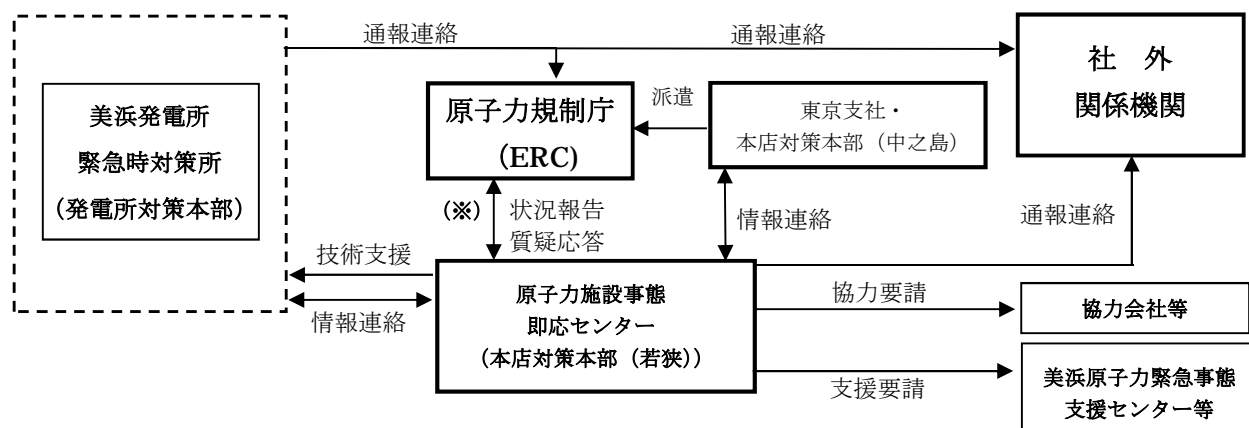 通報連絡
通報連絡
社　外
関係機関
美浜発電所
緊急時対策所
(発電所対策本部)
原子力規制庁
(ERC)
派遣
東京支社・
本店対策本部（中之島）
(※)
状況報告
質疑応答
情報連絡
通報連絡
技術支援
情報連絡
原子力施設事態
即応センター
(本店対策本部（若狭）)
協力要請
協力会社等
支援要請
美浜原子力緊急事態
支援センター等